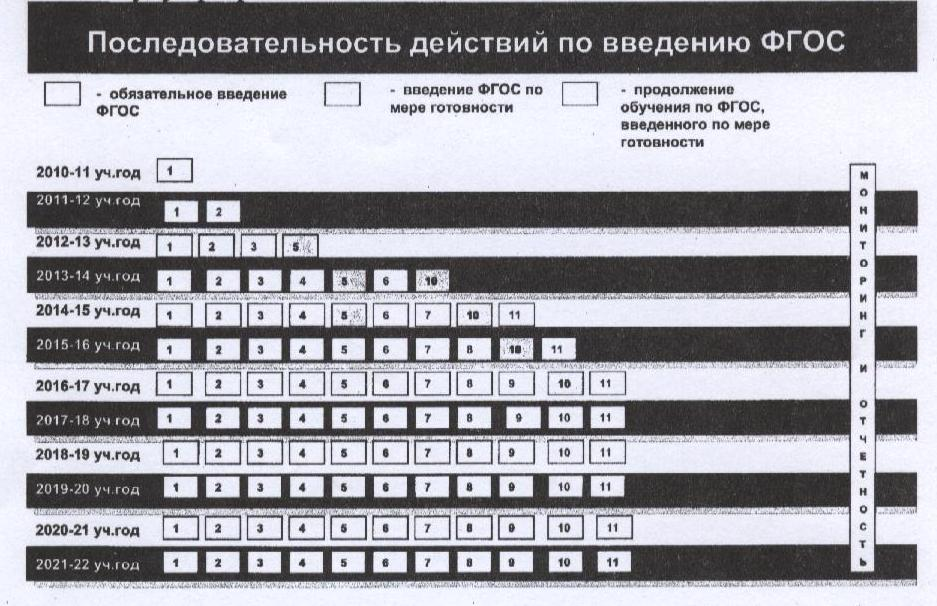 Последовательность действий по введению ФГОС
- обязательное введение
ФГОС
- введение ФГОС по
мере готовности
- продолжение
обучения по ФГОС,
введенного по мере
готовности
2010-11 уч.год 1
2011-12 уч.год 1 2
2012-13 уч.год 1 2 3 5
2013-14 уч.год 1 2 3 4 5 6 10
2014-15 уч.год 1 2 3 4 5 6 7 10 11
2015-16 уч.год 1 2 3 4 5 6 7 8 10 11
2016-17 уч.год 1 2 3 4 5 6 7 8 9 10 11
2017-18 уч.год 1 2 3 4 5 6 7 8 9 10 11
2018-19 уч.год 1 2 3 4 5 6 7 8 9 10 11
2019-20 уч.год 1 2 3 4 5 6 7 8 9 10 11
2020-21 уч.год 1 2 3 4 5 6 7 8 9 10 11
2021-22 уч.год 1 2 3 4 5 6 7 8 9 10 11
МОНИТОРИНГ И ОТЧЕТНОСТЬ